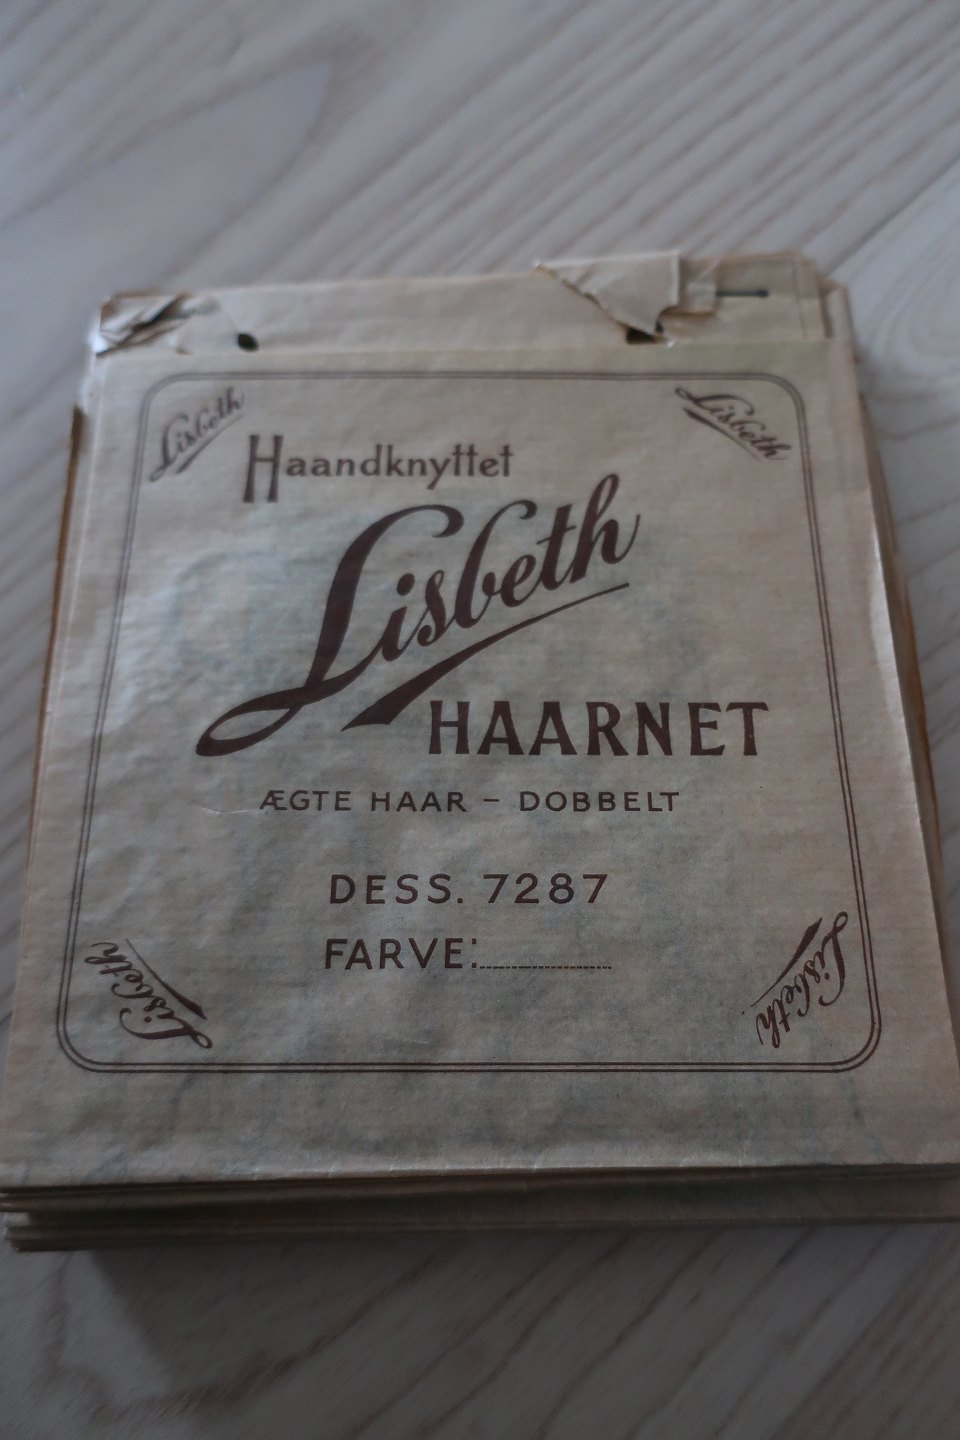 Lisbeth Lisbeth
Haandknyttet
Lisbeth
HAARNET
ÆGTE HAAR – DOBBELT
DESS. 7287
FARVE:
Lisbeth Lisbeth